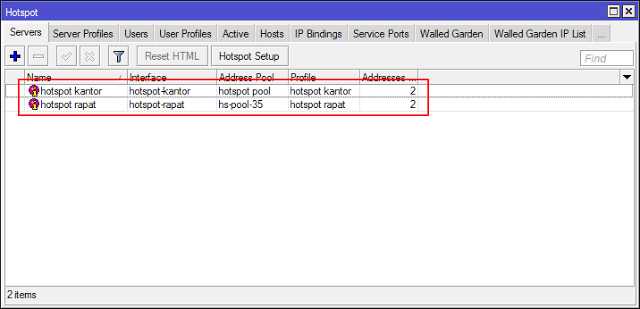 Hotspot
Servers Server Profiles Users User Profiles Active Hosts IP Bindings Service Ports Walled Garden Walled Garden IP List ...
Reset HTML Hotspot Setup Find
Name Interface Address Pool Profile Addresses ...
hotspot kantor hotspot-kantor hotspot pool hotspot kantor 2
hotspot rapat hotspot-rapat hs-pool-35 hotspot rapat 2
2 items